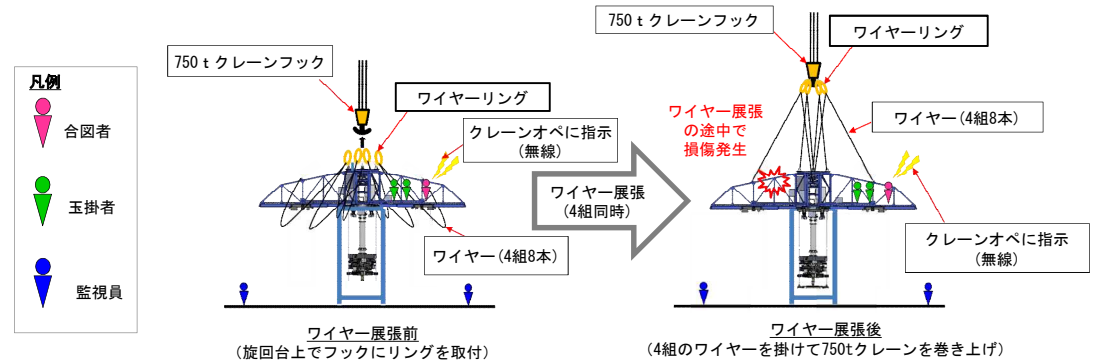 凡例
合図者
玉掛者
監視員
750ｔクレーンフック
ワイヤーリング
クレーンオペに指示
(無線)
ワイヤー(4組8本)
ワイヤー展張前
(旋回台上でフックにリングを取付)
ワイヤー展張
(4組同時)
750ｔクレーンフック
ワイヤーリング
ワイヤー展張
の途中で
損傷発生
ワイヤー(4組8本)
クレーンオペに指示
(無線)
ワイヤー展張後
(4組のワイヤーを掛けて750tクレーンを巻き上げ)